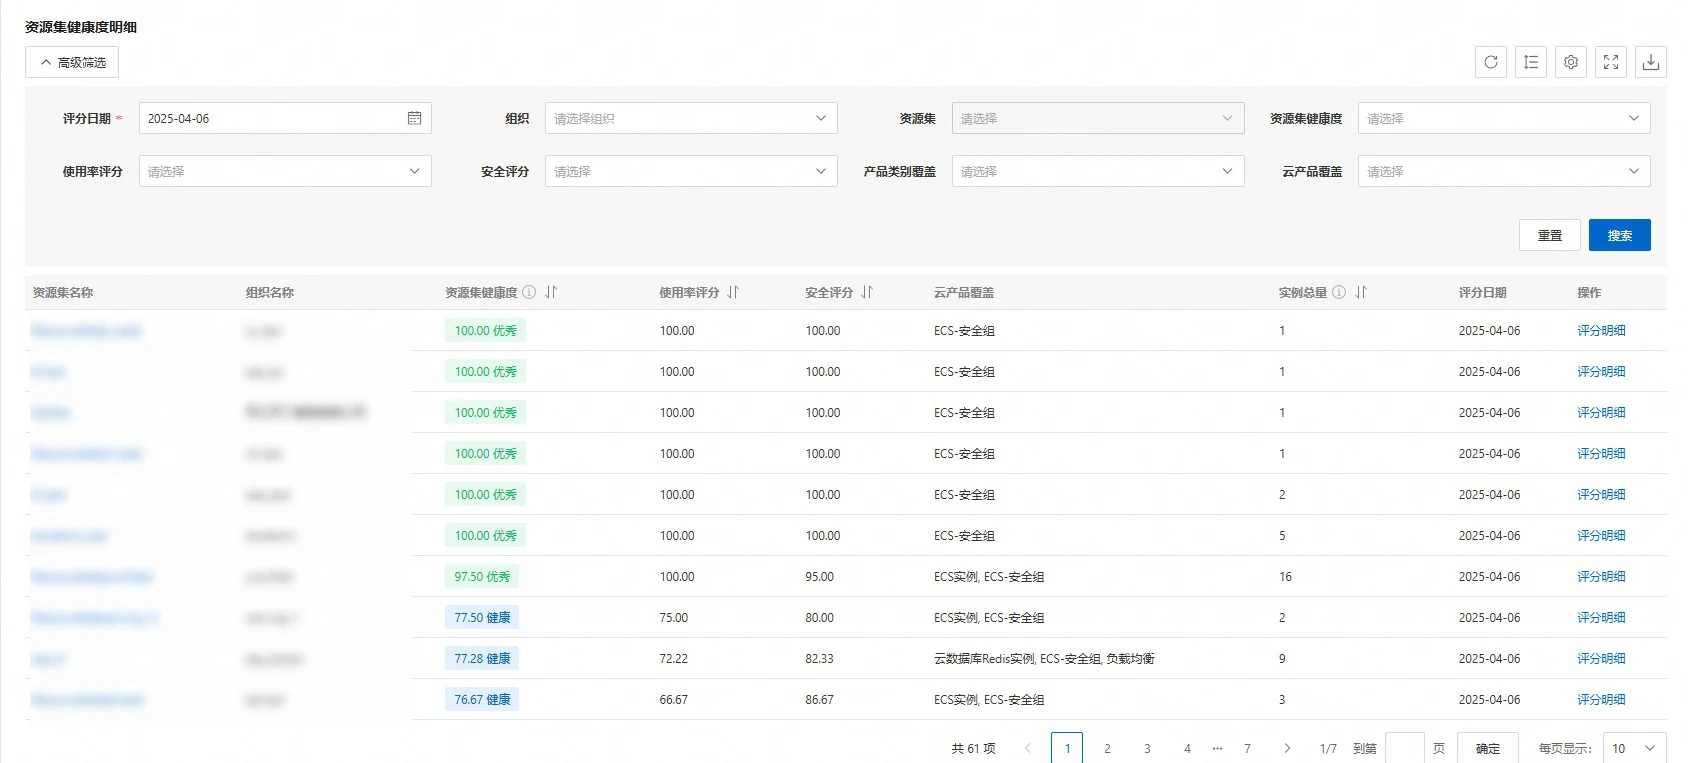 资源集健康度明细
高级筛选
评分日期 * 2025-04-06 组织 请选择组织 资源集 请选择 资源集健康度 请选择
使用率评分 请选择 安全评分 请选择 产品类别覆盖 请选择 云产品覆盖 请选择
重置 搜索
资源集名称 组织名称 资源集健康度 使用率评分 安全评分 云产品覆盖 实例总量 评分日期 操作
100.00 优秀 100.00 100.00 ECS-安全组 1 2025-04-06 评分明细
100.00 优秀 100.00 100.00 ECS-安全组 1 2025-04-06 评分明细
100.00 优秀 100.00 100.00 ECS-安全组 1 2025-04-06 评分明细
100.00 优秀 100.00 100.00 ECS-安全组 1 2025-04-06 评分明细
100.00 优秀 100.00 100.00 ECS-安全组 2 2025-04-06 评分明细
100.00 优秀 100.00 100.00 ECS-安全组 5 2025-04-06 评分明细
97.50 优秀 100.00 95.00 ECS实例, ECS-安全组 16 2025-04-06 评分明细
77.50 健康 75.00 80.00 ECS实例, ECS-安全组 2 2025-04-06 评分明细
77.28 健康 72.22 82.33 云数据库Redis实例, ECS-安全组, 负载均衡 9 2025-04-06 评分明细
76.67 健康 66.67 86.67 ECS实例, ECS-安全组 3 2025-04-06 评分明细
共 61 项 1 2 3 4 ... 7 1/7 到第 页 确定 每页显示: 10